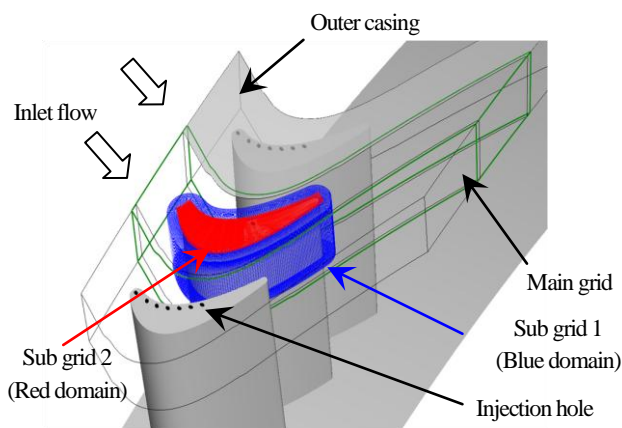 Outer casing
Inlet flow
Main grid
Sub grid 1
(Blue domain)
Sub grid 2
(Red domain)
Injection hole